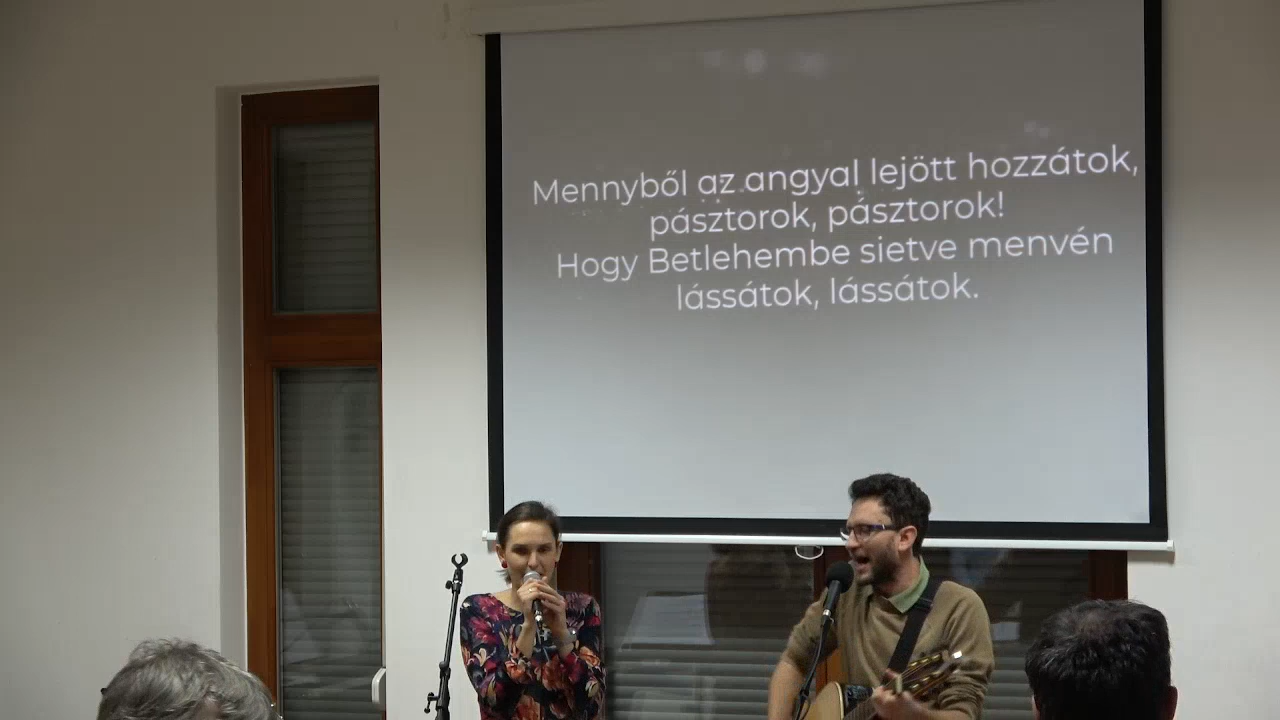 Mennyből az angyal lejött hozzátok,
pásztorok, pásztorok!
Hogy Betlehembe sietve menvén
lássátok, lássátok.